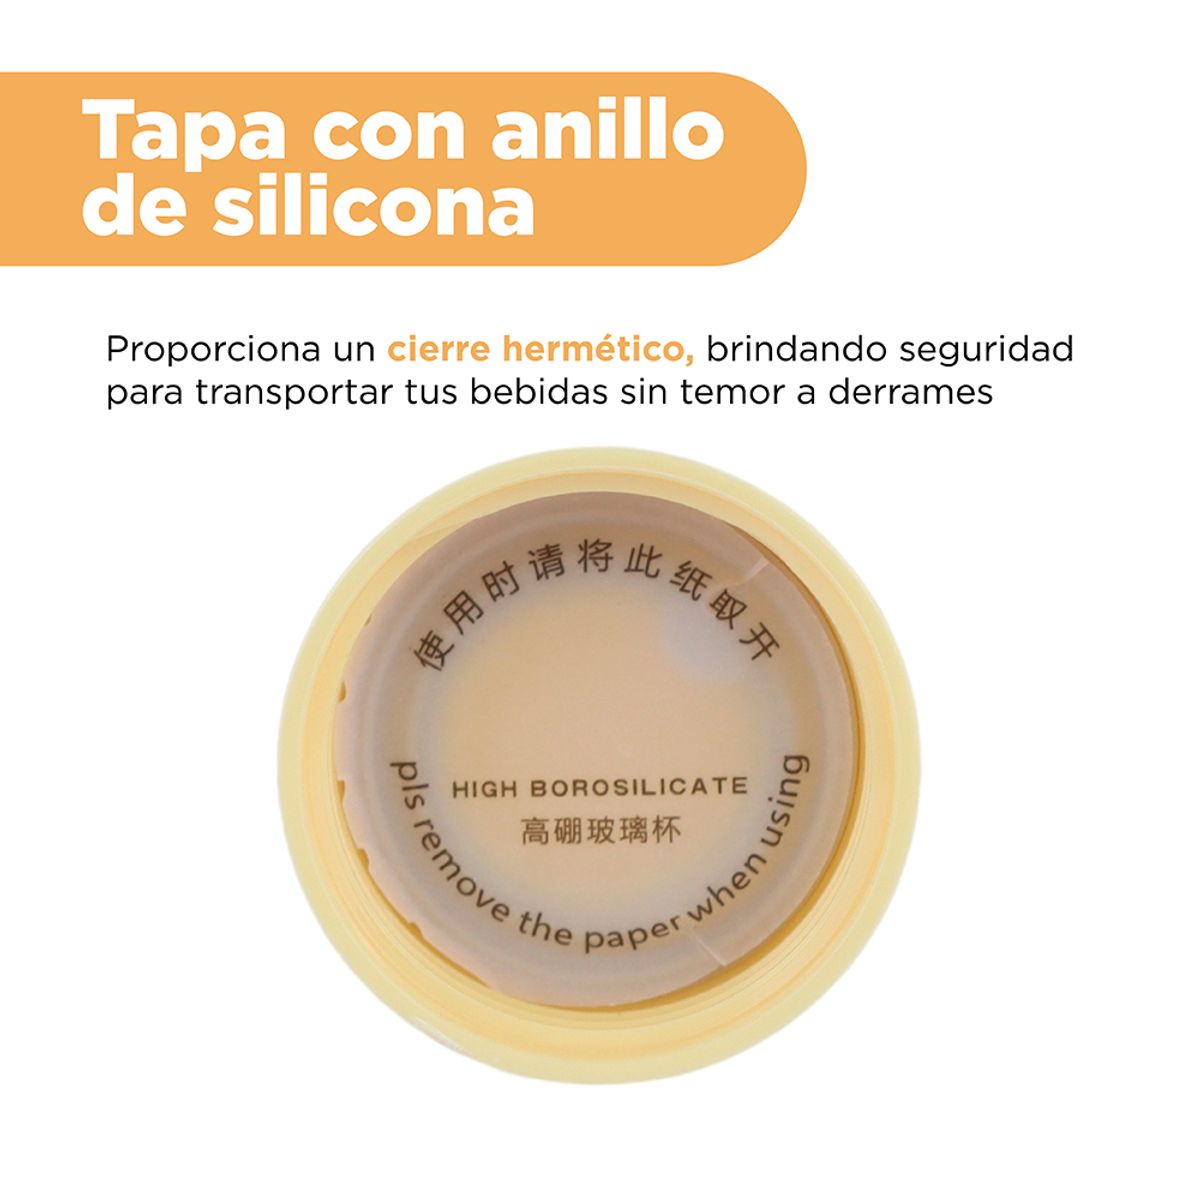 Tapa con anillo
de silicona
Proporciona un cierre hermético, brindando seguridad
para transportar tus bebidas sin temor a derrames
使用时请将此纸取开
HIGH BOROSILICATE
高硼玻璃杯
pls remove the paper when using